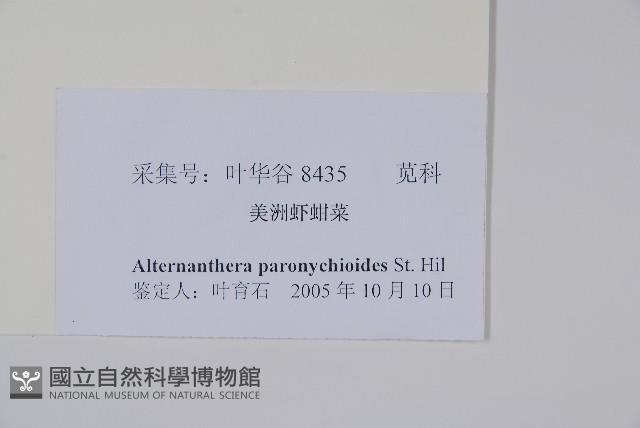 采集号：叶华谷 8435 苋科
美洲虾蚶菜
Alternanthera paronychioides St. Hil
鉴定人：叶育石 2005 年 10 月 10 日
國立自然科學博物館
NATIONAL MUSEUM OF NATURAL SCIENCE